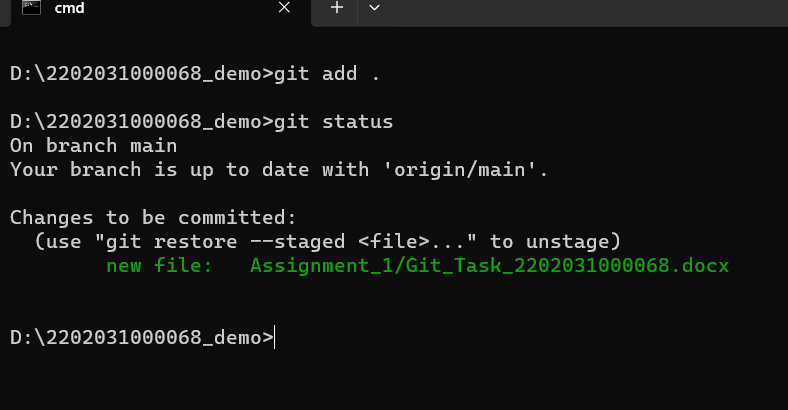 cmd
D:\2202031000068_demo>git add .
D:\2202031000068_demo>git status
On branch main
Your branch is up to date with 'origin/main'.
Changes to be committed:
  (use "git restore --staged <file>..." to unstage)
        new file:   Assignment_1/Git_Task_2202031000068.docx
D:\2202031000068_demo>